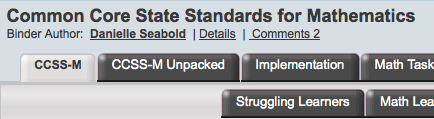 Common Core State Standards for Mathematics
Binder Author: Danielle Seabold | Details | Comments 2
CCSS-M CCSS-M Unpacked Implementation Math Task
Struggling Learners Math Lea